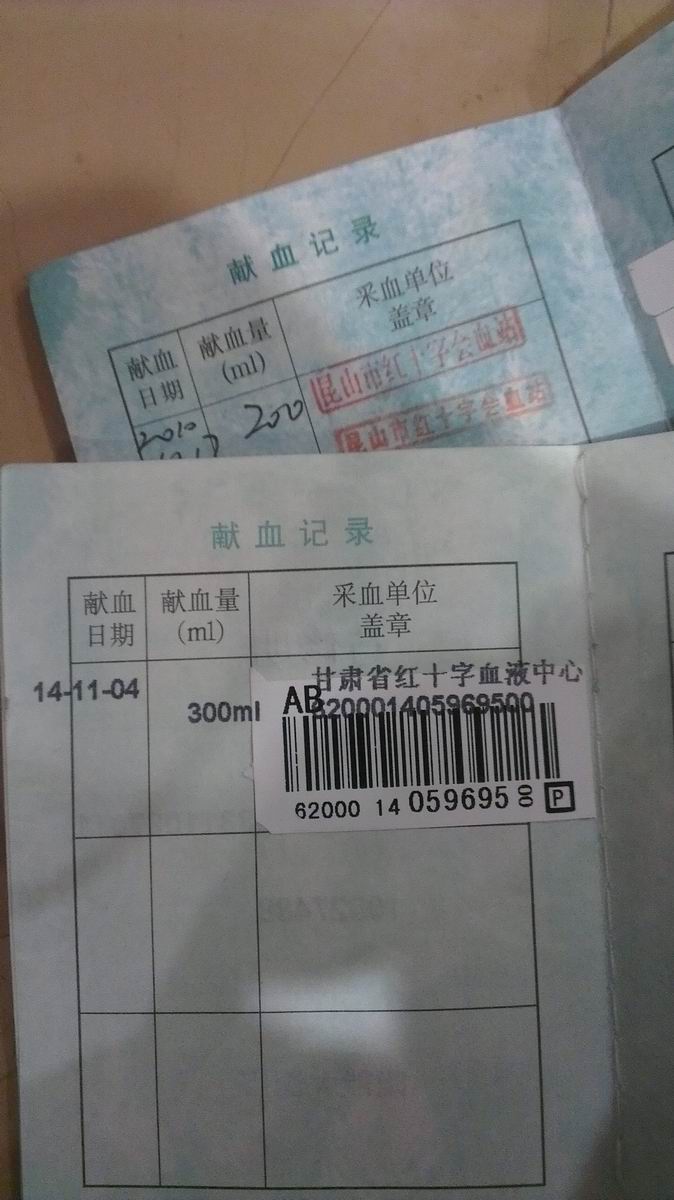 献血记录
献血日期
献血量(ml)
采血单位盖章
2010
200
昆山市红十字会血站
昆山市红十字会血站
献血记录
献血日期
献血量(ml)
采血单位盖章
14-11-04
300ml
甘肃省红十字血液中心
AB
620001405969500
62000 14 059695 00 P